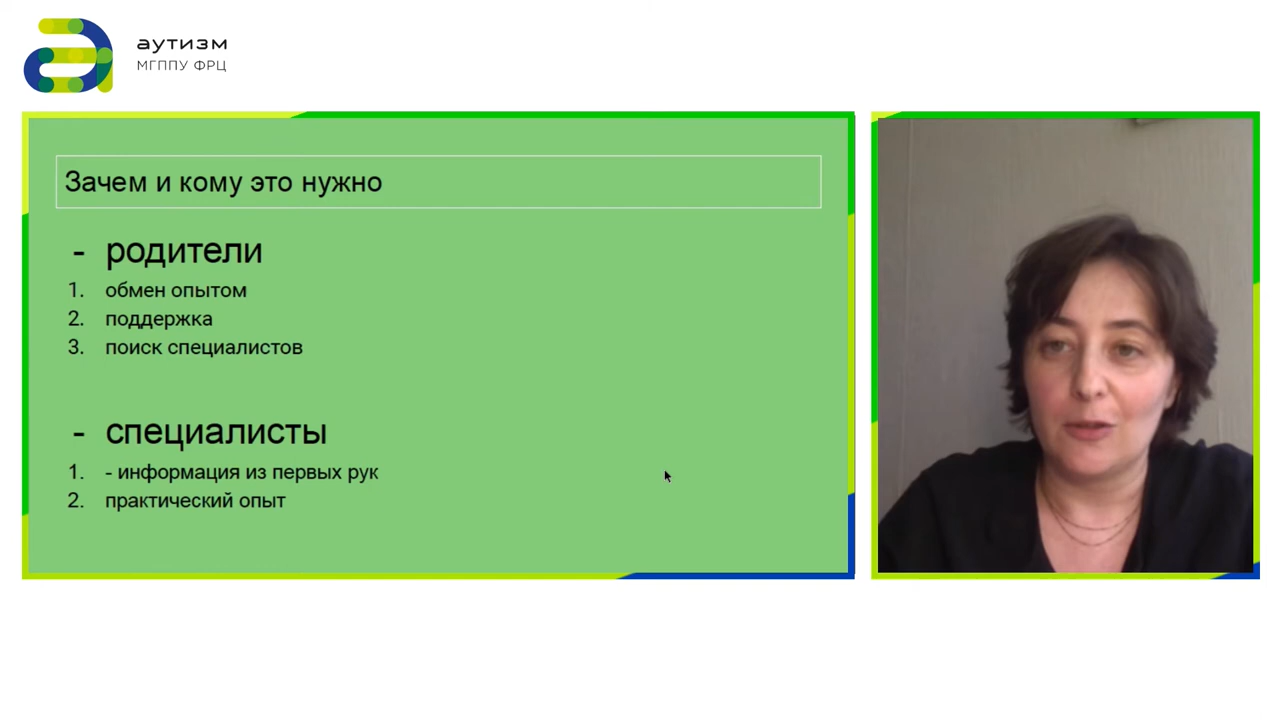 аутизм
МГППУ ФРЦ
Зачем и кому это нужно
- родители
1. обмен опытом
2. поддержка
3. поиск специалистов
- специалисты
1. - информация из первых рук
2. практический опыт